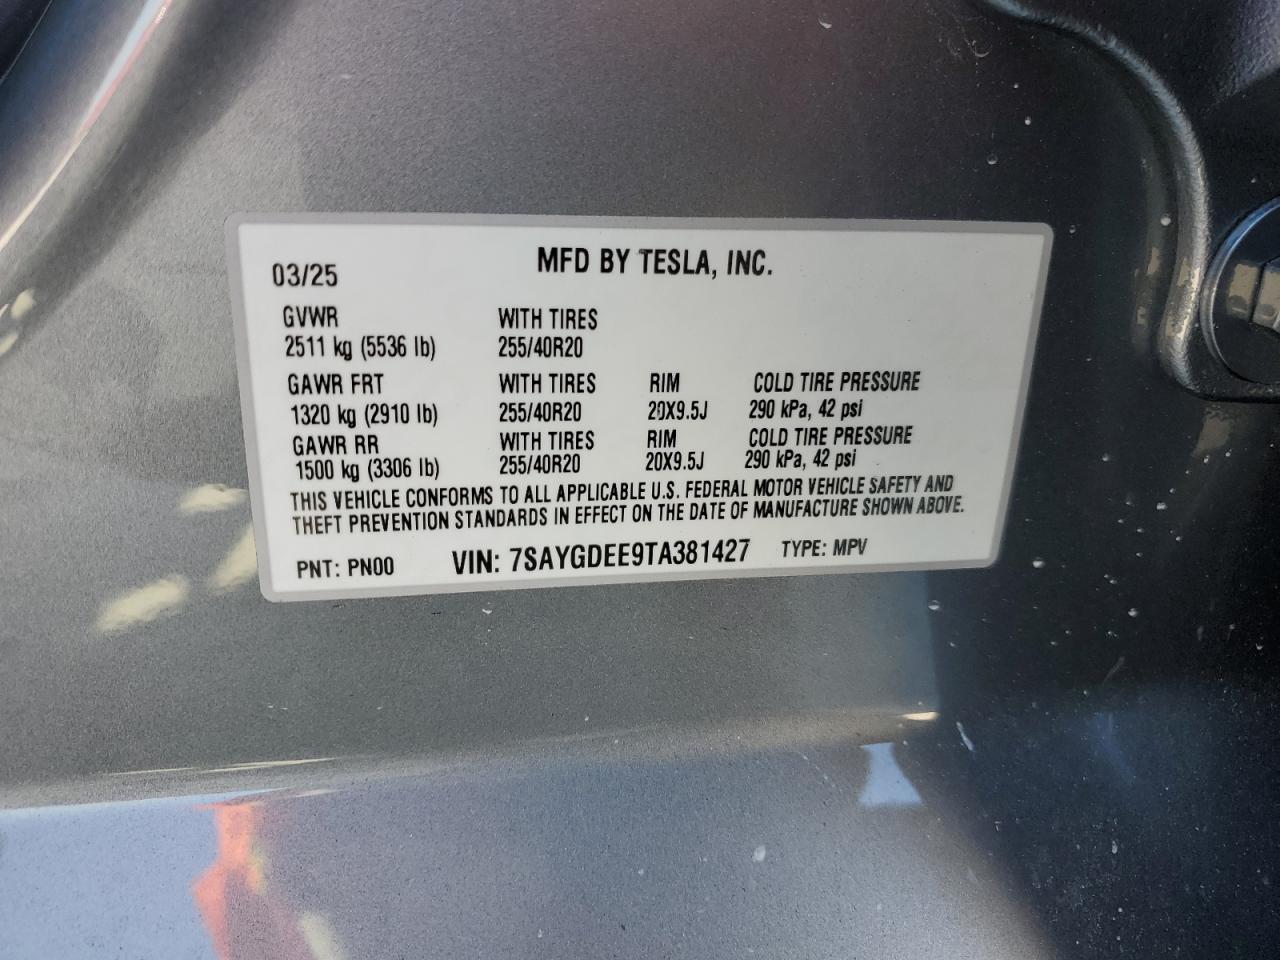 03/25 MFD BY TESLA, INC.
GVWR WITH TIRES
2511 kg (5536 lb) 255/40R20
GAWR FRT WITH TIRES RIM COLD TIRE PRESSURE
1320 kg (2910 lb) 255/40R20 20X9.5J 290 kPa, 42 psi
GAWR RR WITH TIRES RIM COLD TIRE PRESSURE
1500 kg (3306 lb) 255/40R20 20X9.5J 290 kPa, 42 psi
THIS VEHICLE CONFORMS TO ALL APPLICABLE U.S. FEDERAL MOTOR VEHICLE SAFETY AND
THEFT PREVENTION STANDARDS IN EFFECT ON THE DATE OF MANUFACTURE SHOWN ABOVE.
PNT: PN00 VIN: 7SAYGDEE9TA381427 TYPE: MPV